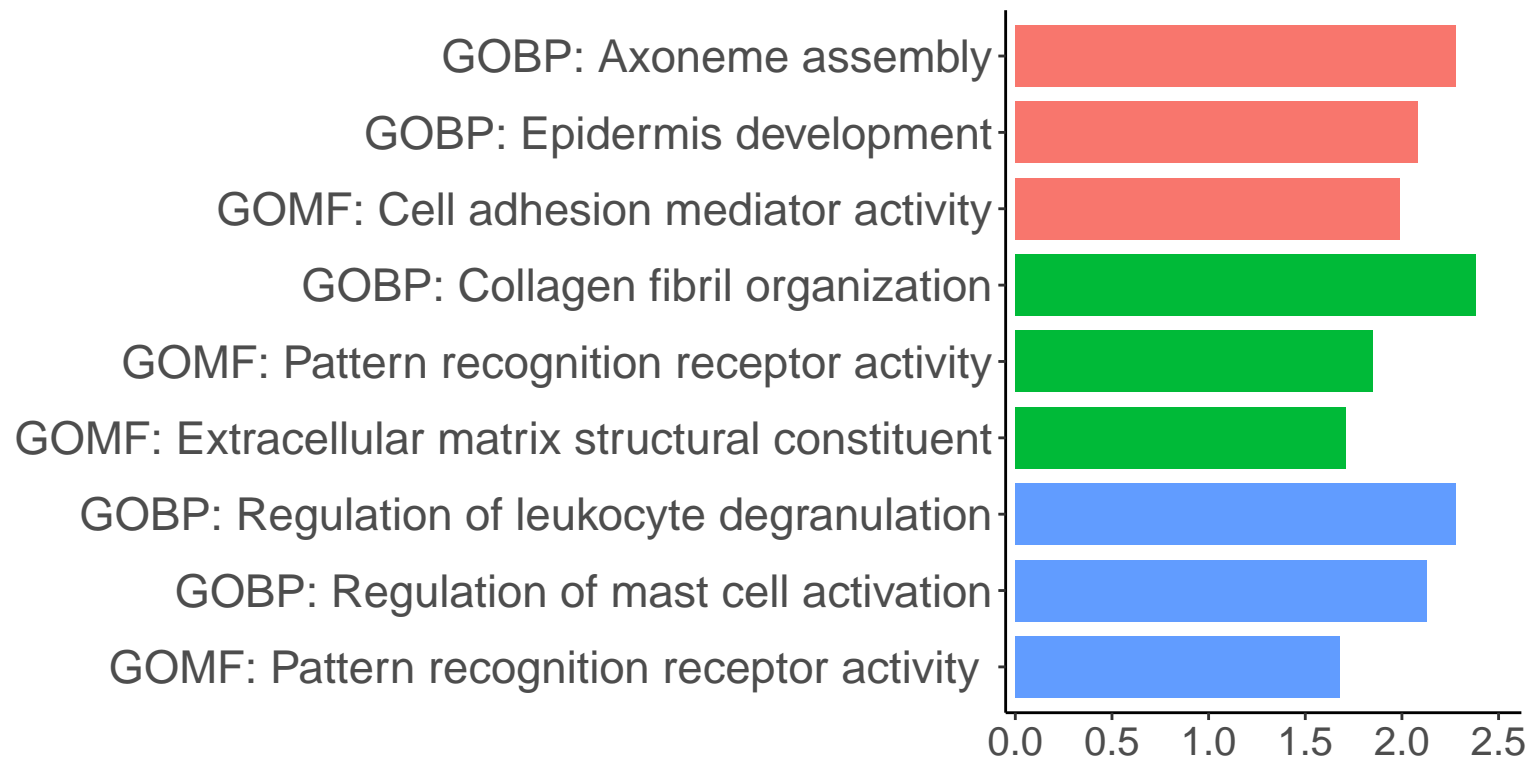 GOBP: Axoneme assembly
GOBP: Epidermis development
GOMF: Cell adhesion mediator activity
GOBP: Collagen fibril organization
GOMF: Pattern recognition receptor activity
GOMF: Extracellular matrix structural constituent
GOBP: Regulation of leukocyte degranulation
GOBP: Regulation of mast cell activation
GOMF: Pattern recognition receptor activity
0.0 0.5 1.0 1.5 2.0 2.5